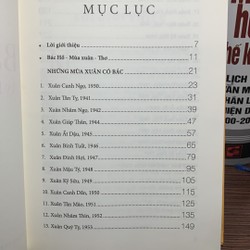 MỤC LỤC
Lời giới thiệu 7
Bác Hồ - Mùa xuân - Thơ 11
NHỮNG MÙA XUÂN CÓ BÁC 21
1. Xuân Canh Ngọ, 1930 23
2. Xuân Tân Tỵ, 1941 31
3. Xuân Nhâm Ngọ, 1942 39
4. Xuân Giáp Thân, 1944 47
5. Xuân Ất Dậu, 1945 57
6. Xuân Bính Tuất, 1946 65
7. Xuân Đinh Hợi, 1947 79
8. Xuân Mậu Tý, 1948 95
9. Xuân Kỷ Sửu, 1949 105
10. Xuân Canh Dần, 1950 115
11. Xuân Tân Mão, 1951 125
12. Xuân Nhâm Thìn, 1952 135
13. Xuân Quý Tỵ, 1953 149